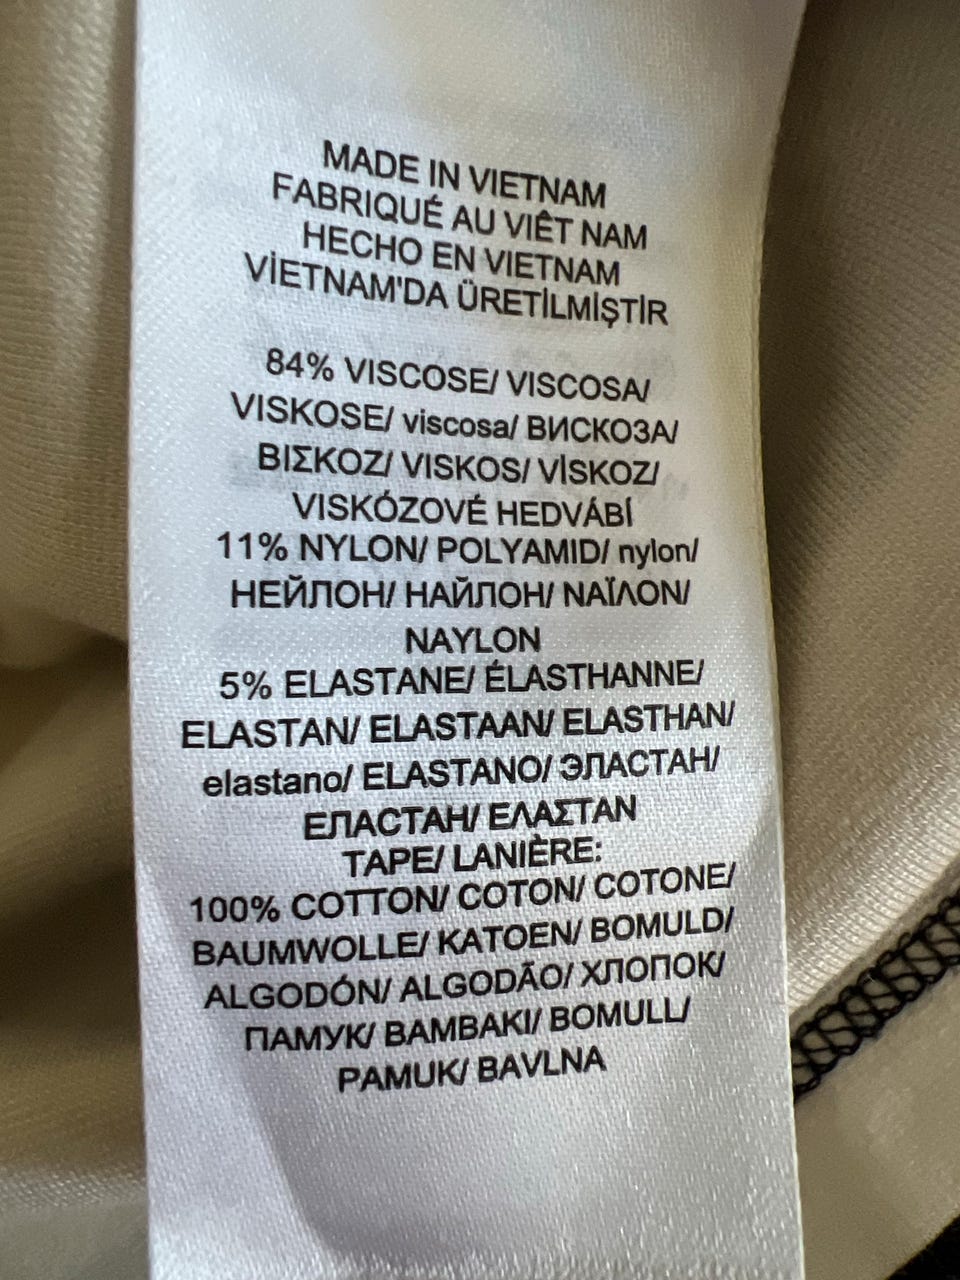 MADE IN VIETNAM
FABRIQUÉ AU VIÊT NAM
HECHO EN VIETNAM
VİETNAM'DA ÜRETİLMİŞTİR
84% VISCOSE/ VISCOSA/
VISKOSE/ viscosa/ ВИСКОЗА/
ΒΙΣΚΟΖ/ VISKOS/ VİSKOZ/
VISKÓZOVÉ HEDVÁBÍ
11% NYLON/ POLYAMID/ nylon/
НЕЙЛОН/ НАЙЛОН/ ΝΑΪΛΟΝ/
NAYLON
5% ELASTANE/ ÉLASTHANNE/
ELASTAN/ ELASTAAN/ ELASTHAN/
elastano/ ELASTANO/ ЭЛАСТАН/
ЕЛАСТАН/ ΕΛΑΣΤΑΝ
TAPE/ LANIÈRE:
100% COTTON/ COTON/ COTONE/
BAUMWOLLE/ KATOEN/ BOMULD/
ALGODÓN/ ALGODÃO/ ХЛОПОК/
ПАМУК/ BAMBAKI/ BOMULL/
PAMUK/ BAVLNA